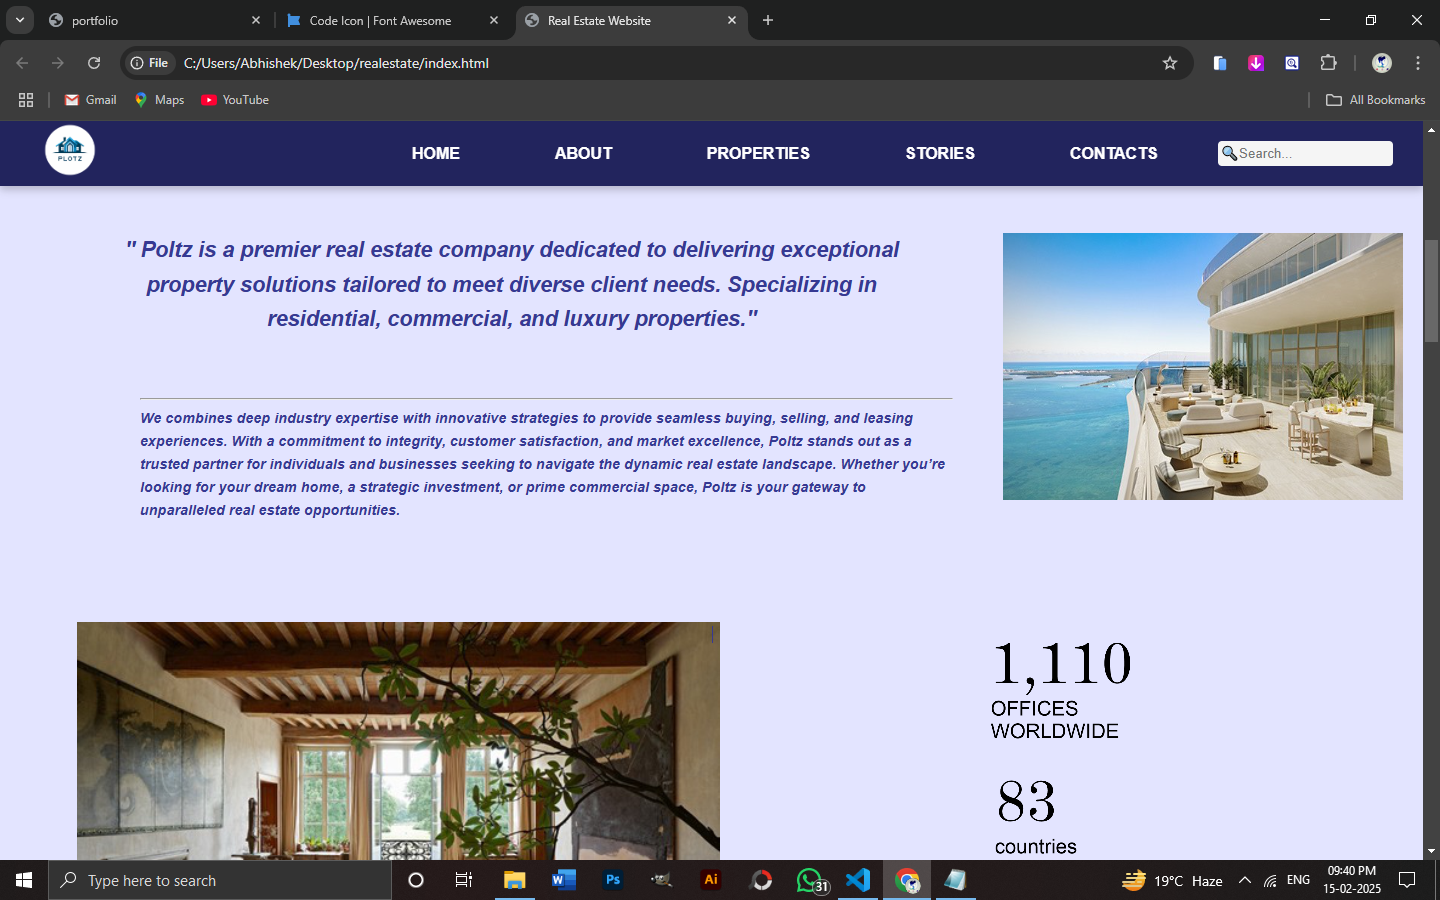 portfolio
Code Icon | Font Awesome
Real Estate Website
File
C:/Users/Abhishek/Desktop/realestate/index.html
Gmail
Maps
YouTube
All Bookmarks
PLOTZ
HOME
ABOUT
PROPERTIES
STORIES
CONTACTS
Search...
" Poltz is a premier real estate company dedicated to delivering exceptional
property solutions tailored to meet diverse client needs. Specializing in
residential, commercial, and luxury properties."
We combines deep industry expertise with innovative strategies to provide seamless buying, selling, and leasing
experiences. With a commitment to integrity, customer satisfaction, and market excellence, Poltz stands out as a
trusted partner for individuals and businesses seeking to navigate the dynamic real estate landscape. Whether you're
looking for your dream home, a strategic investment, or prime commercial space, Poltz is your gateway to
unparalleled real estate opportunities.
1,110
OFFICES
WORLDWIDE
83
countries
Type here to search
W
Ps
Ai
31
19°C Haze
ENG
09:40 PM
15-02-2025